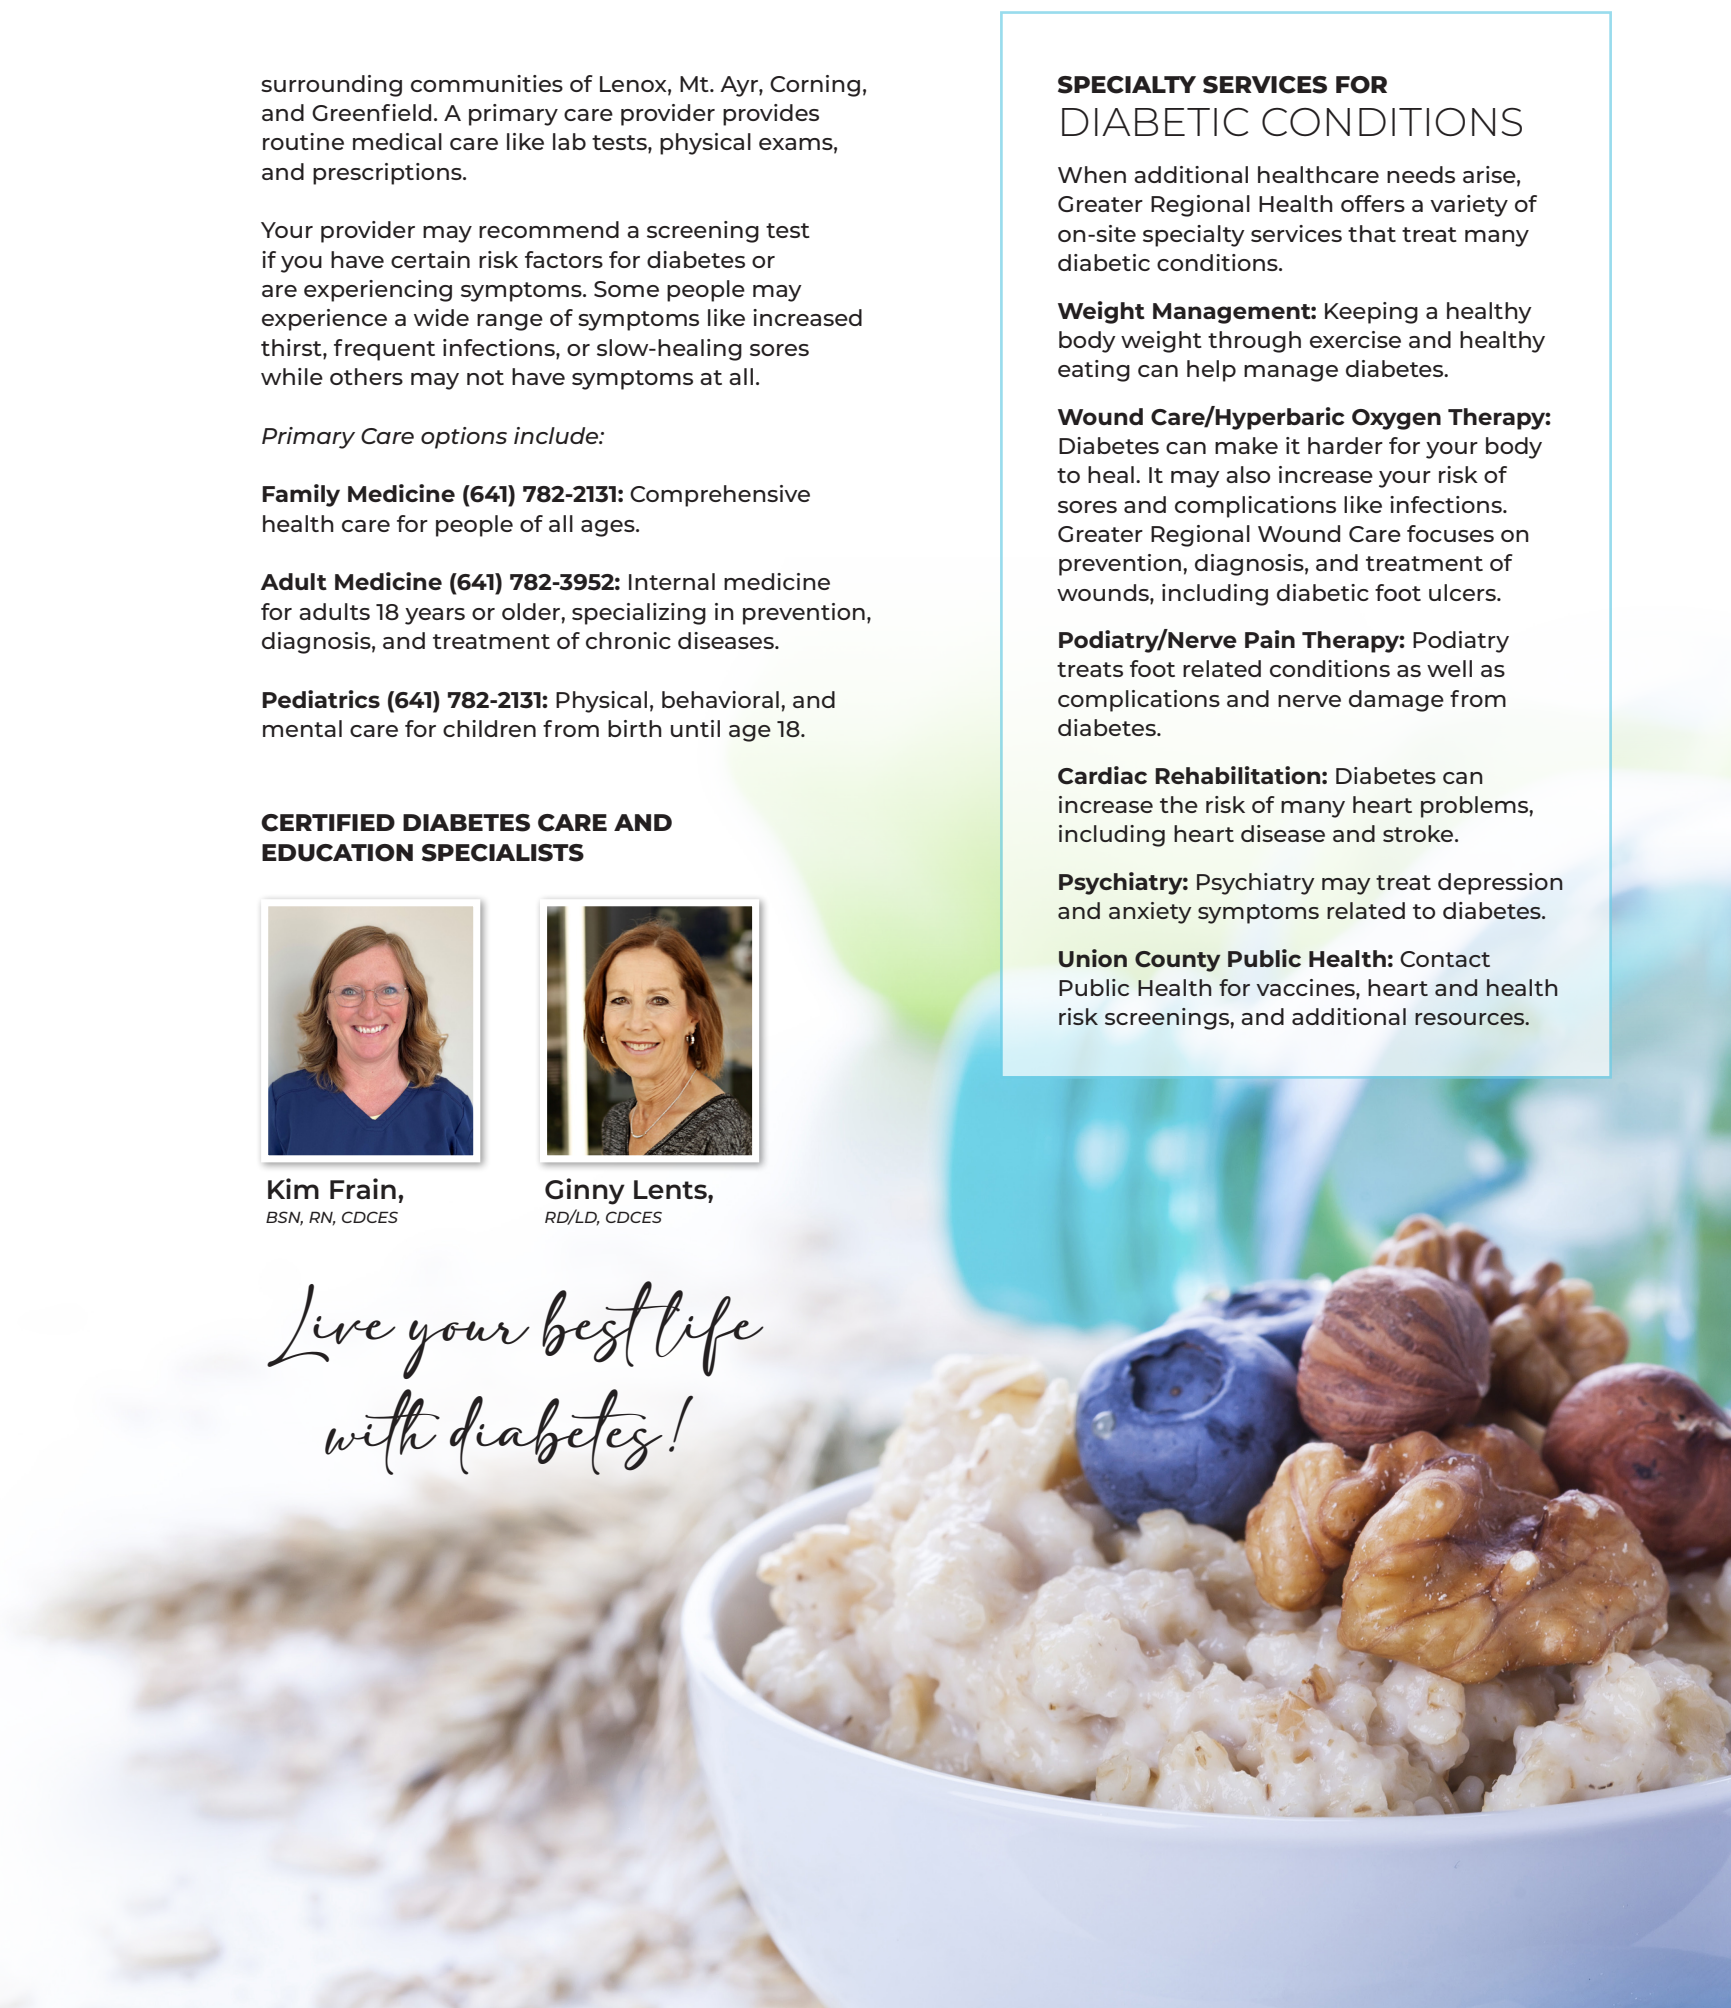 surrounding communities of Lenox, Mt. Ayr, Corning,
and Greenfield. A primary care provider provides
routine medical care like lab tests, physical exams,
and prescriptions.
Your provider may recommend a screening test
if you have certain risk factors for diabetes or
are experiencing symptoms. Some people may
experience a wide range of symptoms like increased
thirst, frequent infections, or slow-healing sores
while others may not have symptoms at all.
Primary Care options include:
Family Medicine (641) 782-2131: Comprehensive
health care for people of all ages.
Adult Medicine (641) 782-3952: Internal medicine
for adults 18 years or older, specializing in prevention,
diagnosis, and treatment of chronic diseases.
Pediatrics (641) 782-2131: Physical, behavioral, and
mental care for children from birth until age 18.
CERTIFIED DIABETES CARE AND
EDUCATION SPECIALISTS
Kim Frain,
BSN, RN, CDCES
Ginny Lents,
RD/LD, CDCES
Live your best life
with diabetes!
SPECIALTY SERVICES FOR
DIABETIC CONDITIONS
When additional healthcare needs arise,
Greater Regional Health offers a variety of
on-site specialty services that treat many
diabetic conditions.
Weight Management: Keeping a healthy
body weight through exercise and healthy
eating can help manage diabetes.
Wound Care/Hyperbaric Oxygen Therapy:
Diabetes can make it harder for your body
to heal. It may also increase your risk of
sores and complications like infections.
Greater Regional Wound Care focuses on
prevention, diagnosis, and treatment of
wounds, including diabetic foot ulcers.
Podiatry/Nerve Pain Therapy: Podiatry
treats foot related conditions as well as
complications and nerve damage from
diabetes.
Cardiac Rehabilitation: Diabetes can
increase the risk of many heart problems,
including heart disease and stroke.
Psychiatry: Psychiatry may treat depression
and anxiety symptoms related to diabetes.
Union County Public Health: Contact
Public Health for vaccines, heart and health
risk screenings, and additional resources.